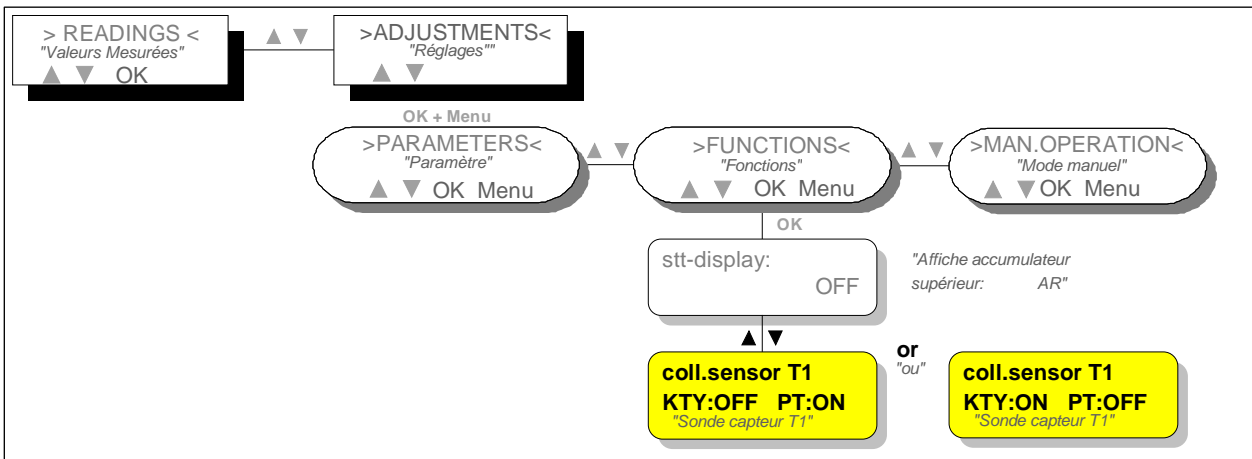 > READINGS <
"Valeurs Mesurées"
▲ ▼ OK
▲ ▼
>ADJUSTMENTS<
"Réglages""
▲ ▼
OK + Menu
>PARAMETERS<
"Paramètre"
▲ ▼ OK Menu
▲ ▼
>FUNCTIONS<
"Fonctions"
▲ ▼ OK Menu
▲ ▼
>MAN.OPERATION<
"Mode manuel"
▲ ▼ OK Menu
OK
stt-display:
OFF
"Affiche accumulateur
supérieur: AR"
▲ ▼
coll.sensor T1
KTY:OFF PT:ON
"Sonde capteur T1"
or
"ou"
coll.sensor T1
KTY:ON PT:OFF
"Sonde capteur T1"